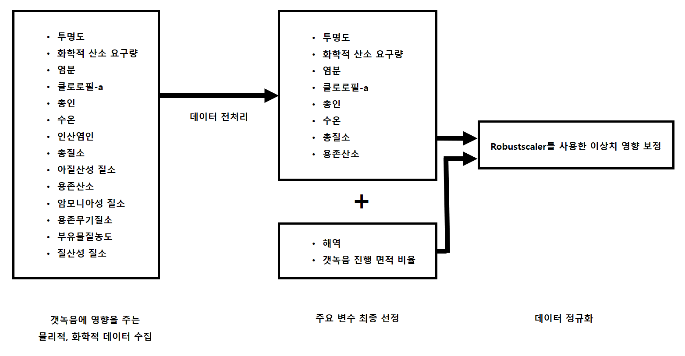 • 투명도
• 화학적 산소 요구량
• 염분
• 클로로필-a
• 총인
• 수온
• 인산염인
• 총질소
• 아질산성 질소
• 용존산소
• 암모니아성 질소
• 용존무기질소
• 부유물질농도
• 질산성 질소
갯녹음에 영향을 주는
물리적, 화학적 데이터 수집
데이터 전처리
• 투명도
• 화학적 산소 요구량
• 염분
• 클로로필-a
• 총인
• 수온
• 총질소
• 용존산소
+
• 해역
• 갯녹음 진행 면적 비율
주요 변수 최종 선정
Robustscaler를 사용한 이상치 영향 보정
데이터 정규화